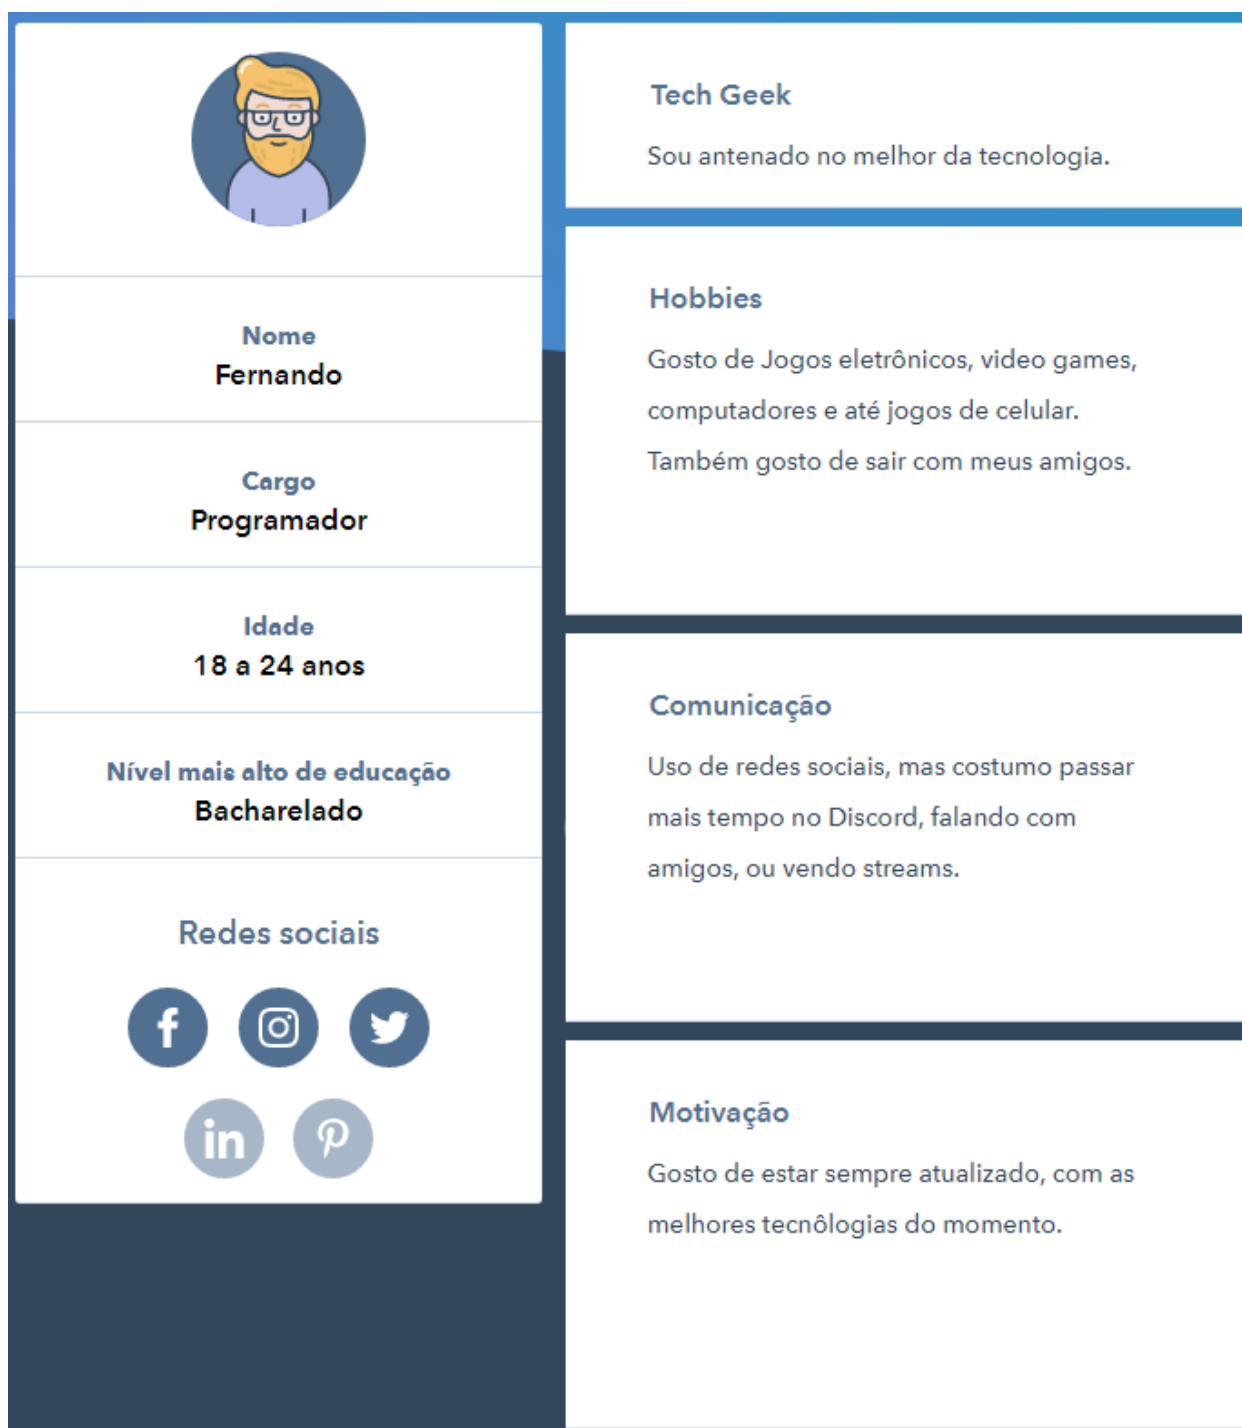 Nome
Fernando
Cargo
Programador
Idade
18 a 24 anos
Nível mais alto de educação
Bacharelado
Redes sociais
Tech Geek
Sou antenado no melhor da tecnologia.
Hobbies
Gosto de Jogos eletrônicos, video games,
computadores e até jogos de celular.
Também gosto de sair com meus amigos.
Comunicação
Uso de redes sociais, mas costumo passar
mais tempo no Discord, falando com
amigos, ou vendo streams.
Motivação
Gosto de estar sempre atualizado, com as
melhores tecnôlogias do momento.